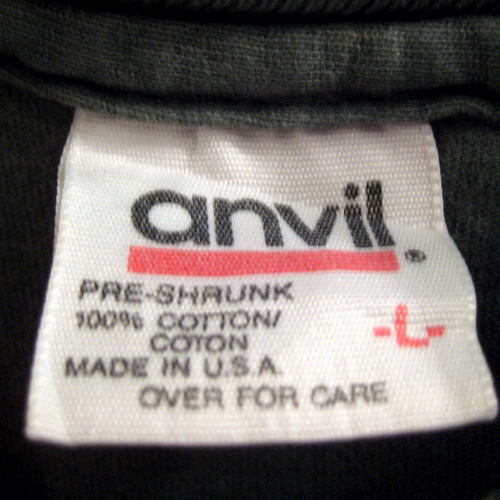 anvil®
PRE-SHRUNK
100% COTTON/
COTON
-L-
MADE IN U.S.A.
OVER FOR CARE